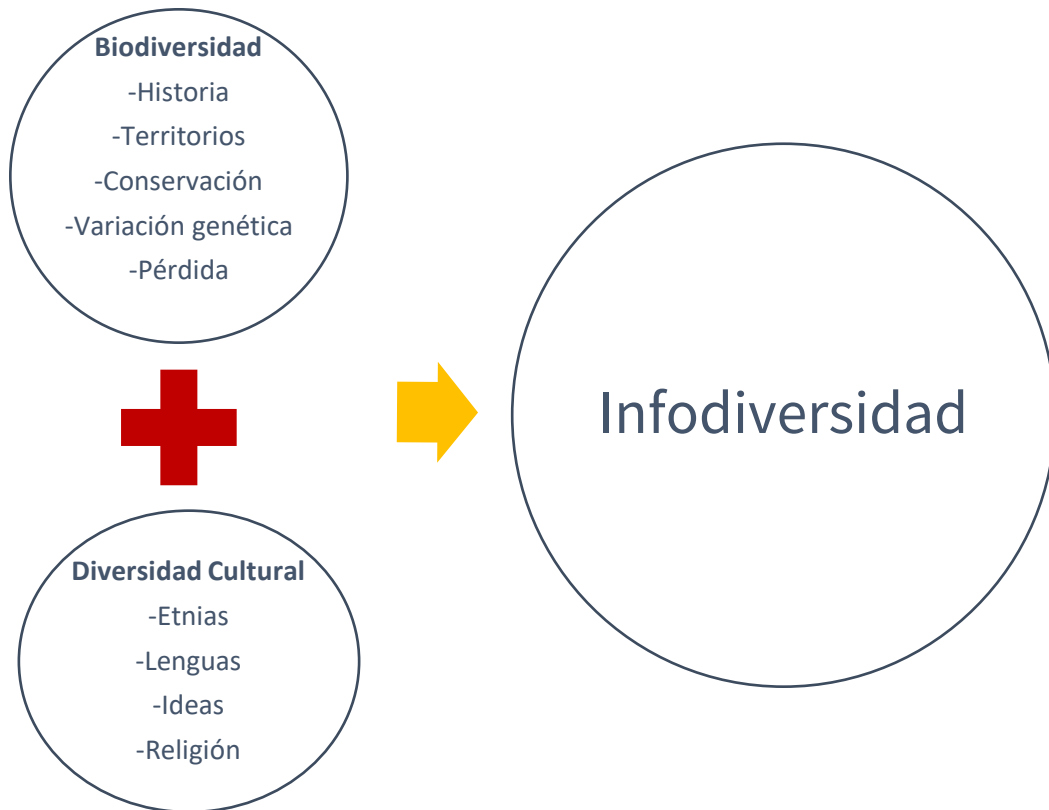 Biodiversidad
-Historia
-Territorios
-Conservación
-Variación genética
-Pérdida
Infodiversidad
Diversidad Cultural
-Etnias
-Lenguas
-Ideas
-Religión